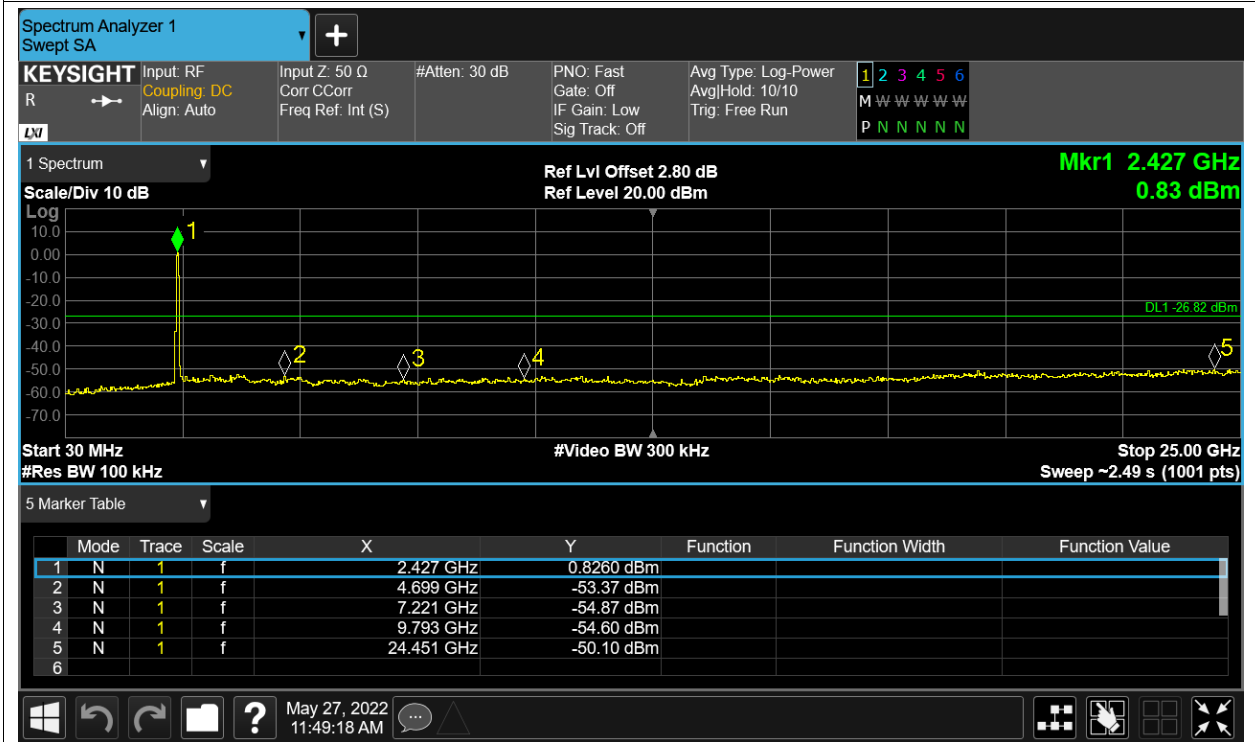 Spectrum Analyzer 1
Swept SA
KEYSIGHT
R
LXI
Input: RF
Coupling: DC
Align: Auto
Input Z: 50 Ω
Corr CCorr
Freq Ref: Int (S)
#Atten: 30 dB
PNO: Fast
Gate: Off
IF Gain: Low
Sig Track: Off
Avg Type: Log-Power
Avg|Hold: 10/10
Trig: Free Run
1 2 3 4 5 6
M W W W W W
P N N N N N
1 Spectrum
Scale/Div 10 dB
Ref Lvl Offset 2.80 dB
Ref Level 20.00 dBm
Mkr1 2.427 GHz
0.83 dBm
Log
10.0
0.00
-10.0
-20.0
-30.0
-40.0
-50.0
-60.0
-70.0
1
2
3
4
5
DL1 -26.82 dBm
Start 30 MHz
#Res BW 100 kHz
#Video BW 300 kHz
Stop 25.00 GHz
Sweep ~2.49 s (1001 pts)
5 Marker Table
Mode Trace Scale X Y Function Function Width Function Value
1 N 1 f 2.427 GHz 0.8260 dBm
2 N 1 f 4.699 GHz -53.37 dBm
3 N 1 f 7.221 GHz -54.87 dBm
4 N 1 f 9.793 GHz -54.60 dBm
5 N 1 f 24.451 GHz -50.10 dBm
6
?
May 27, 2022
11:49:18 AM